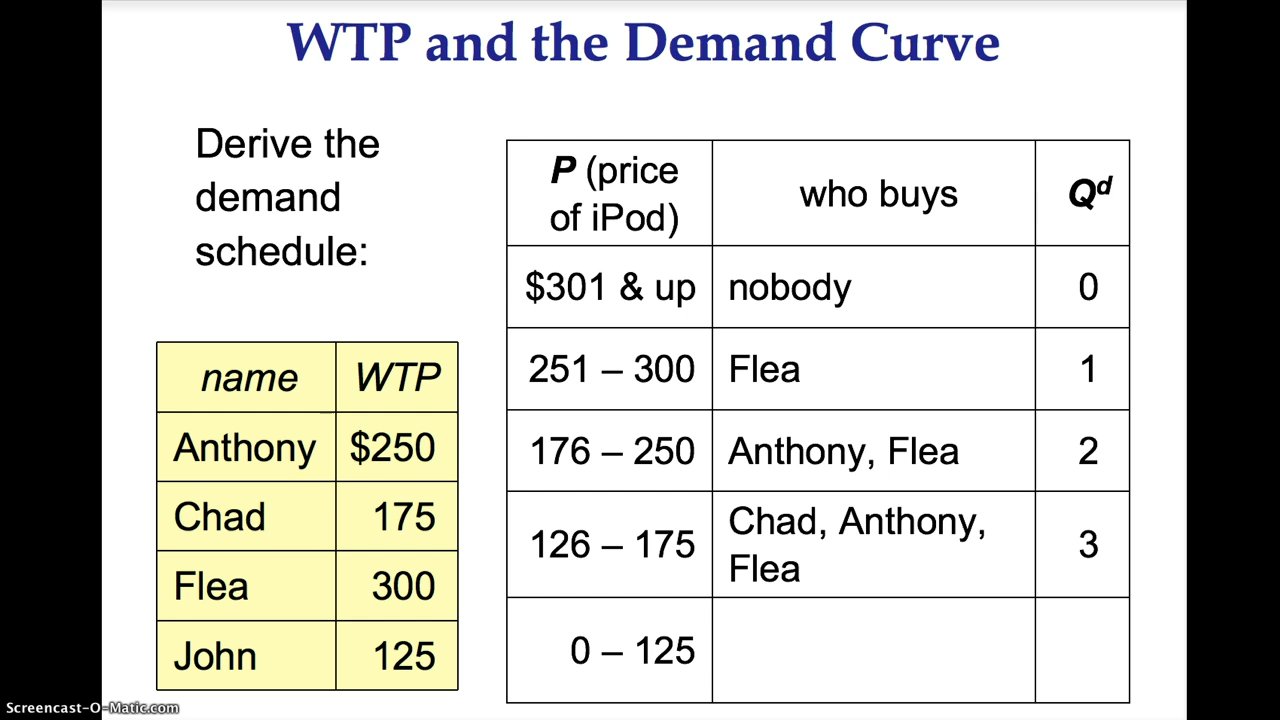 WTP and the Demand Curve
Derive the
demand
schedule:
name WTP
Anthony $250
Chad 175
Flea 300
John 125
P (price
of iPod) who buys Qd
$301 & up nobody 0
251 – 300 Flea 1
176 – 250 Anthony, Flea 2
126 – 175 Chad, Anthony,
Flea 3
0 – 125
Screencast-O-Matic.com